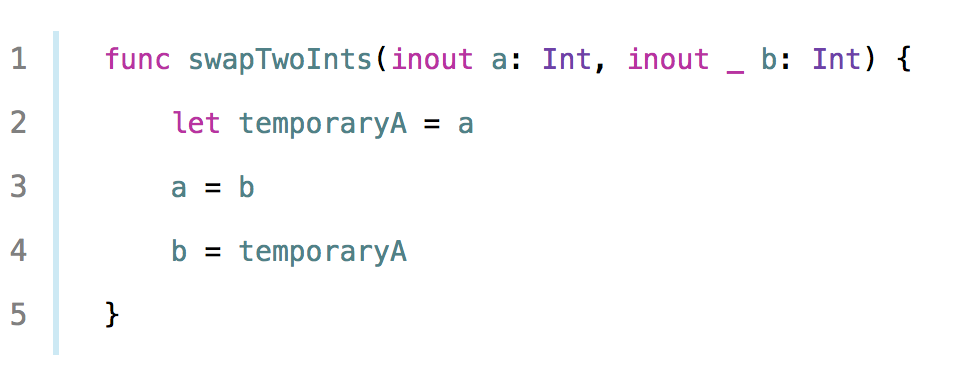 1 func swapTwoInts(inout a: Int, inout _ b: Int) {
2 let temporaryA = a
3 a = b
4 b = temporaryA
5 }